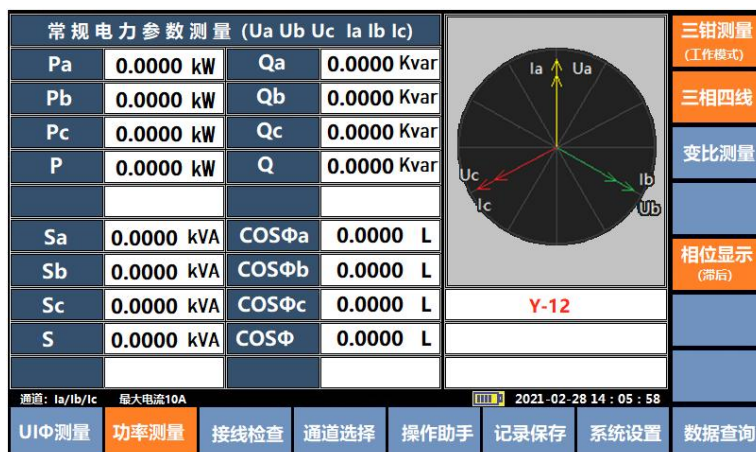 常规电力参数测量 (Ua Ub Uc Ia Ib Ic)
Pa 0.0000 kW Qa 0.0000 Kvar
Pb 0.0000 kW Qb 0.0000 Kvar
Pc 0.0000 kW Qc 0.0000 Kvar
P 0.0000 kW Q 0.0000 Kvar
Sa 0.0000 kVA COSΦa 0.0000 L
Sb 0.0000 kVA COSΦb 0.0000 L
Sc 0.0000 kVA COSΦc 0.0000 L
S 0.0000 kVA COSΦ 0.0000 L
Ia Ua
Uc Ib
Ic Ub
Y-12
三钳测量
(工作模式)
三相四线
变比测量
相位显示
(滞后)
通道: Ia/Ib/Ic 最大电流10A 2021-02-28 14 : 05 : 58
UIΦ测量 功率测量 接线检查 通道选择 操作助手 记录保存 系统设置 数据查询